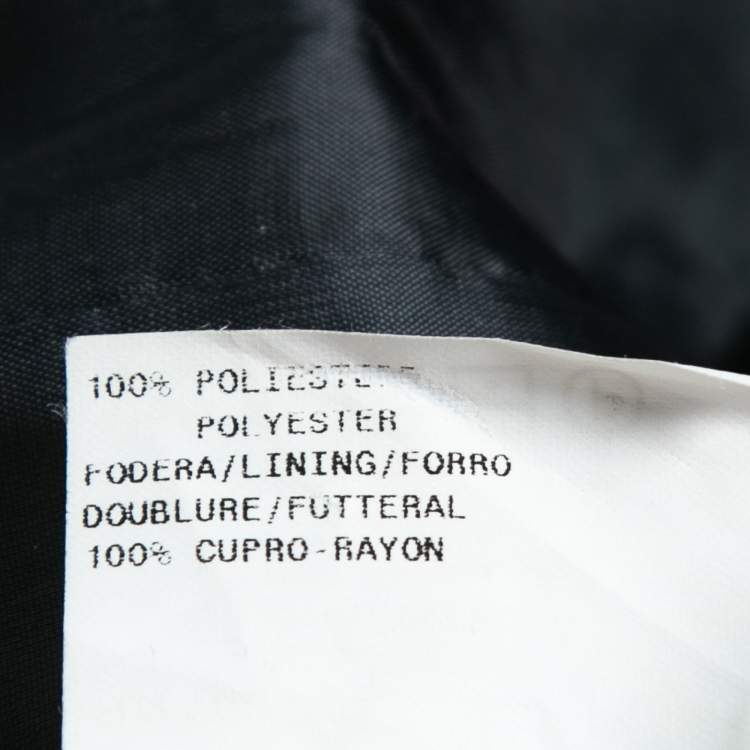 100% POLIESTERE
POLYESTER
FODERA/LINING/FORRO
DOUBLURE/FUTTERAL
100% CUPRO-RAYON